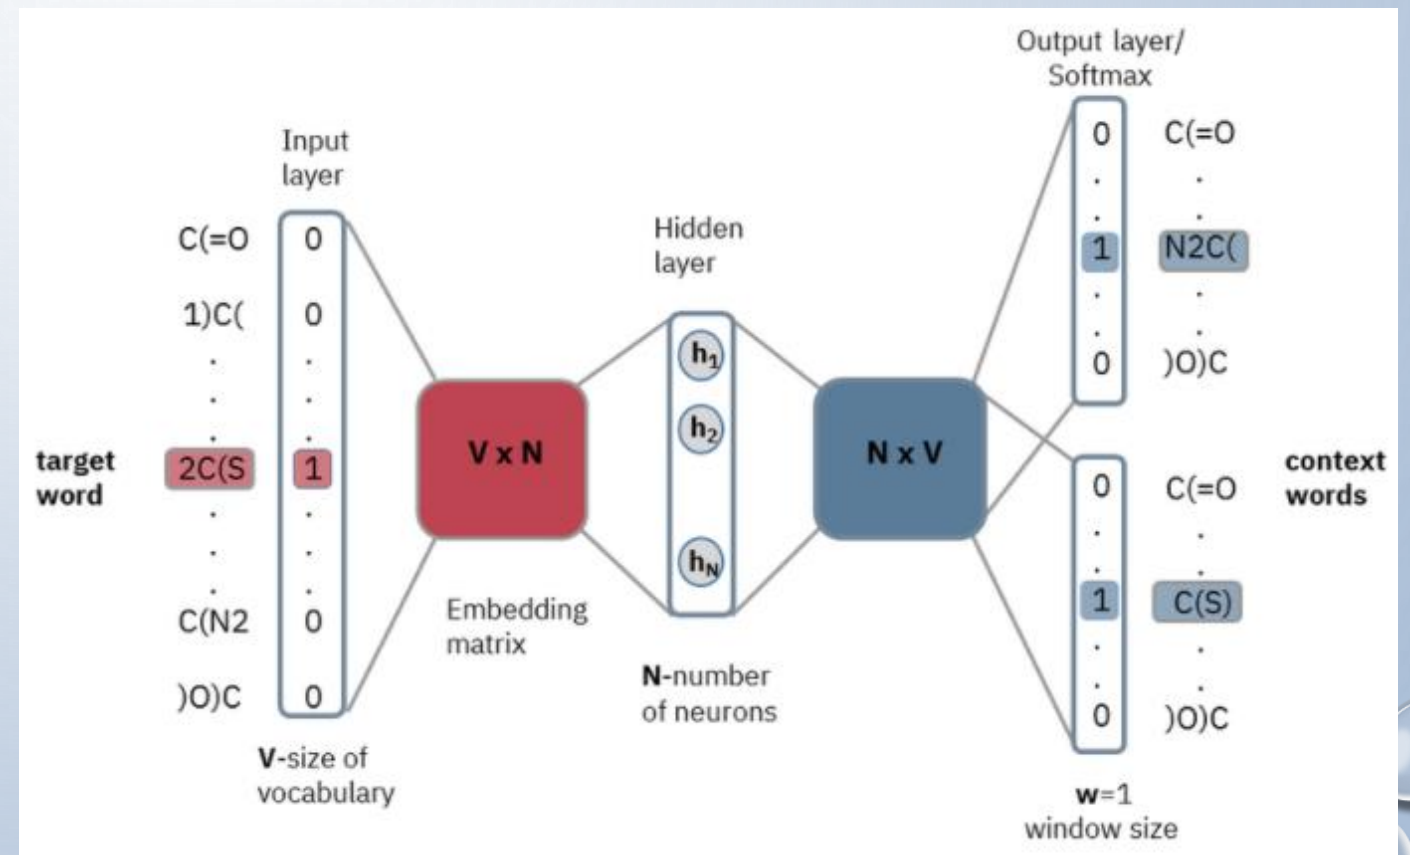 Output layer/
Softmax
Input
layer
Hidden
layer
target
word
C(=O
1)C(
.
.
.
2C(S
.
.
.
C(N2
)O)C
0
0
.
.
.
1
.
.
.
0
0
V-size of
vocabulary
V x N
Embedding
matrix
h1
h2
hN
N-number
of neurons
N x V
0
.
.
1
.
.
0
C(=O
.
.
N2C(
.
.
)O)C
0
.
.
1
.
.
0
C(=O
.
.
C(S)
.
.
)O)C
context
words
w=1
window size